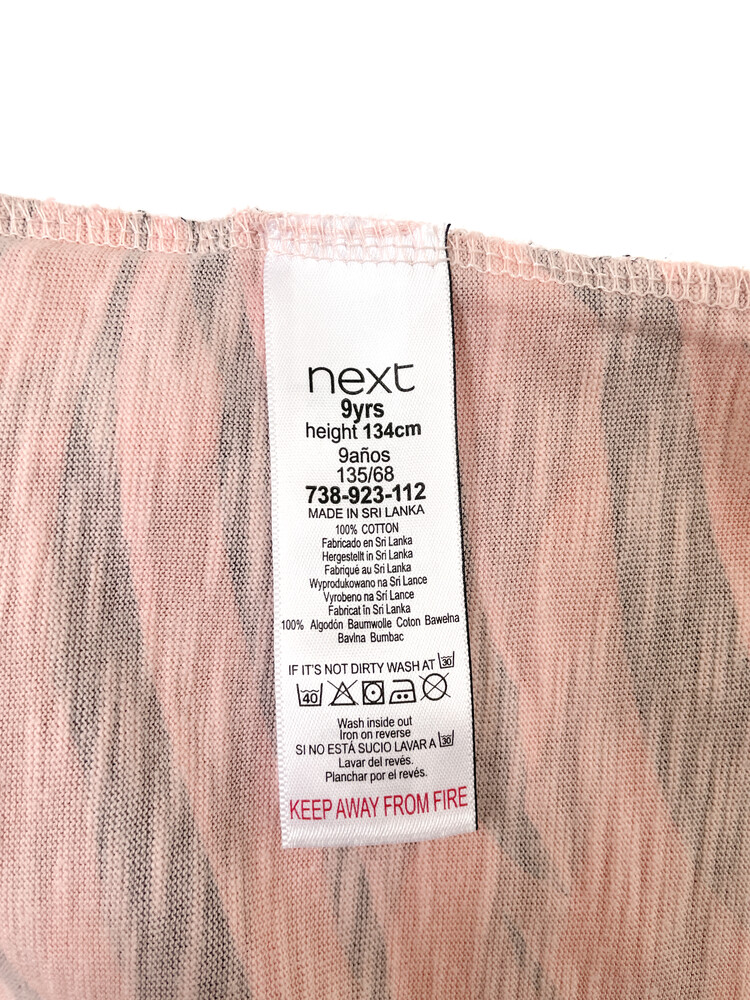 next
9yrs
height 134cm
9años
135/68
738-923-112
MADE IN SRI LANKA
100% COTTON
Fabricado en Sri Lanka
Hergestellt in Sri Lanka
Fabriqué au Sri Lanka
Wyprodukowano na Sri Lance
Vyrobeno na Sri Lance
Fabricat în Sri Lanka
100% Algodón Baumwolle Coton Bawełna
Bavlna Bumbac
IF IT'S NOT DIRTY WASH AT 30
40
Wash inside out
Iron on reverse
SI NO ESTÁ SUCIO LAVAR A 30
Lavar del revés.
Planchar por el revés.
KEEP AWAY FROM FIRE